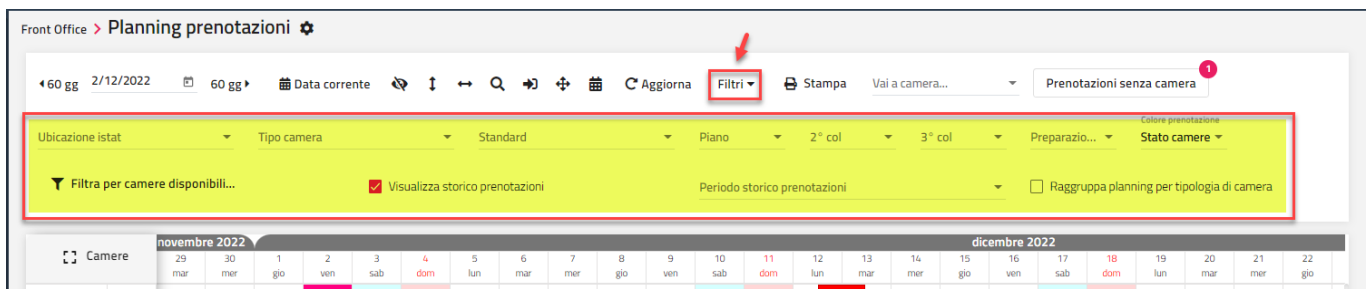 Front Office > Planning prenotazioni
60 gg 2/12/2022 60 gg Data corrente Aggiorna Filtri Stampa Vai a camera... Prenotazioni senza camera 1
Colore prenotazione
Ubicazione istat Tipo camera Standard Piano 2° col 3° col Preparazio... Stato camere
Filtra per camere disponibili... Visualizza storico prenotazioni Periodo storico prenotazioni Raggruppa planning per tipologia di camera
Camere novembre 2022 dicembre 2022
29 30 1 2 3 4 5 6 7 8 9 10 11 12 13 14 15 16 17 18 19 20 21 22
mar mer gio ven sab dom lun mar mer gio ven sab dom lun mar mer gio ven sab dom lun mar mer gio